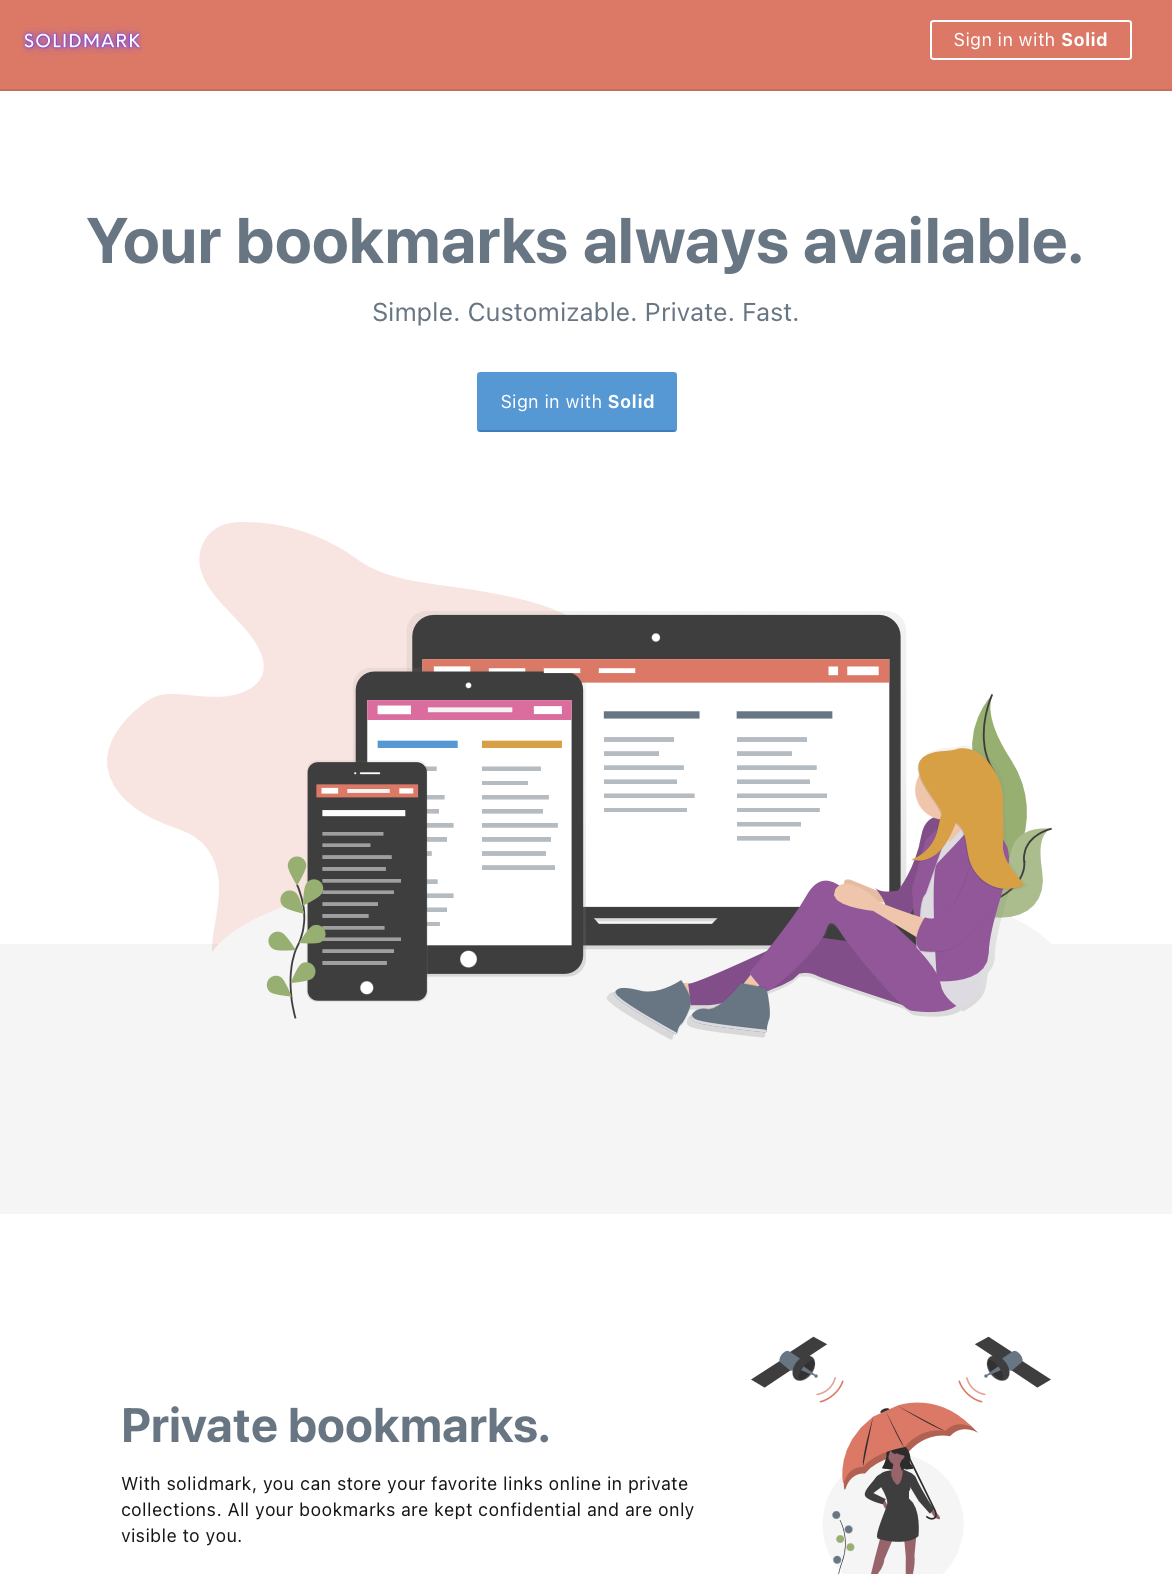 SOLIDMARK
Sign in with Solid
Your bookmarks always available.
Simple. Customizable. Private. Fast.
Sign in with Solid
Private bookmarks.
With solidmark, you can store your favorite links online in private
collections. All your bookmarks are kept confidential and are only
visible to you.